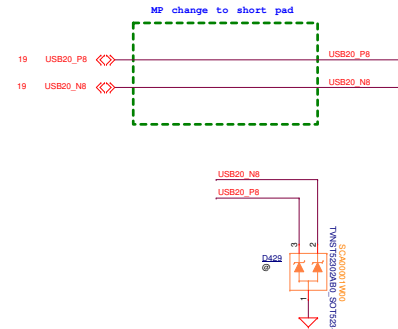 MP change to short pad
19 USB20_P8 USB20_P8
19 USB20_N8 USB20_N8
USB20_N8
USB20_P8
D429
@
3 2
1
SCA00001W00
TVNST52302AB0_SOT523